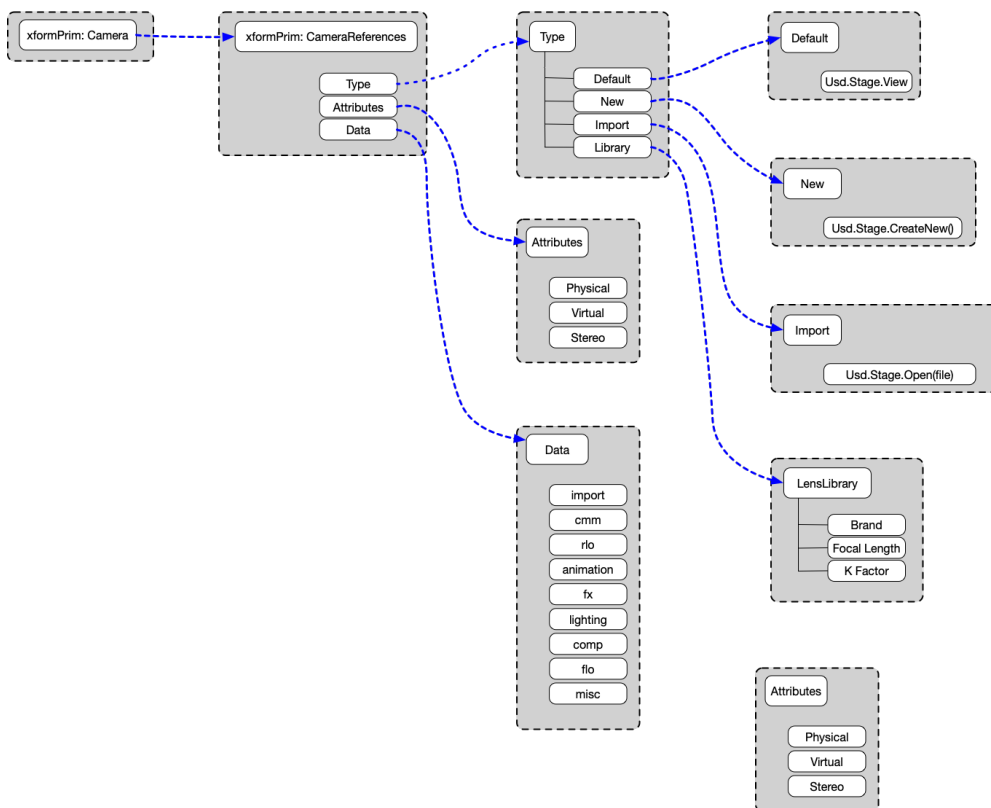 xformPrim: Camera
xformPrim: CameraReferences
Type
Attributes
Data
Type
Default
New
Import
Library
Default
Usd.Stage.View
New
Usd.Stage.CreateNew()
Attributes
Physical
Virtual
Stereo
Import
Usd.Stage.Open(file)
Data
import
cmm
rlo
animation
fx
lighting
comp
flo
misc
LensLibrary
Brand
Focal Length
K Factor
Attributes
Physical
Virtual
Stereo